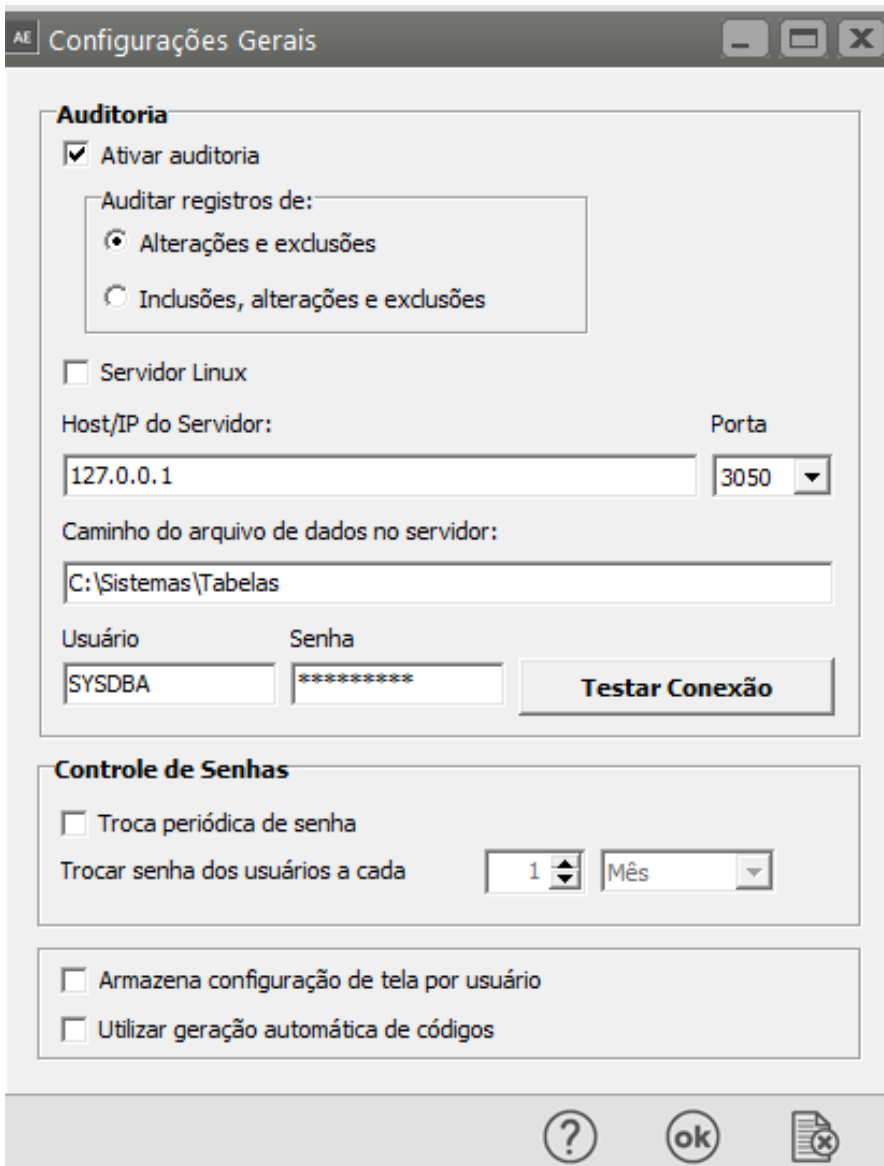 AE Configurações Gerais
Auditoria
Ativar auditoria
Auditar registros de:
Alterações e exclusões
Inclusões, alterações e exclusões
Servidor Linux
Host/IP do Servidor: Porta
127.0.0.1 3050
Caminho do arquivo de dados no servidor:
C:\Sistemas\Tabelas
Usuário Senha
SYSDBA ********* Testar Conexão
Controle de Senhas
Troca periódica de senha
Trocar senha dos usuários a cada 1 Mês
Armazena configuração de tela por usuário
Utilizar geração automática de códigos
? ok